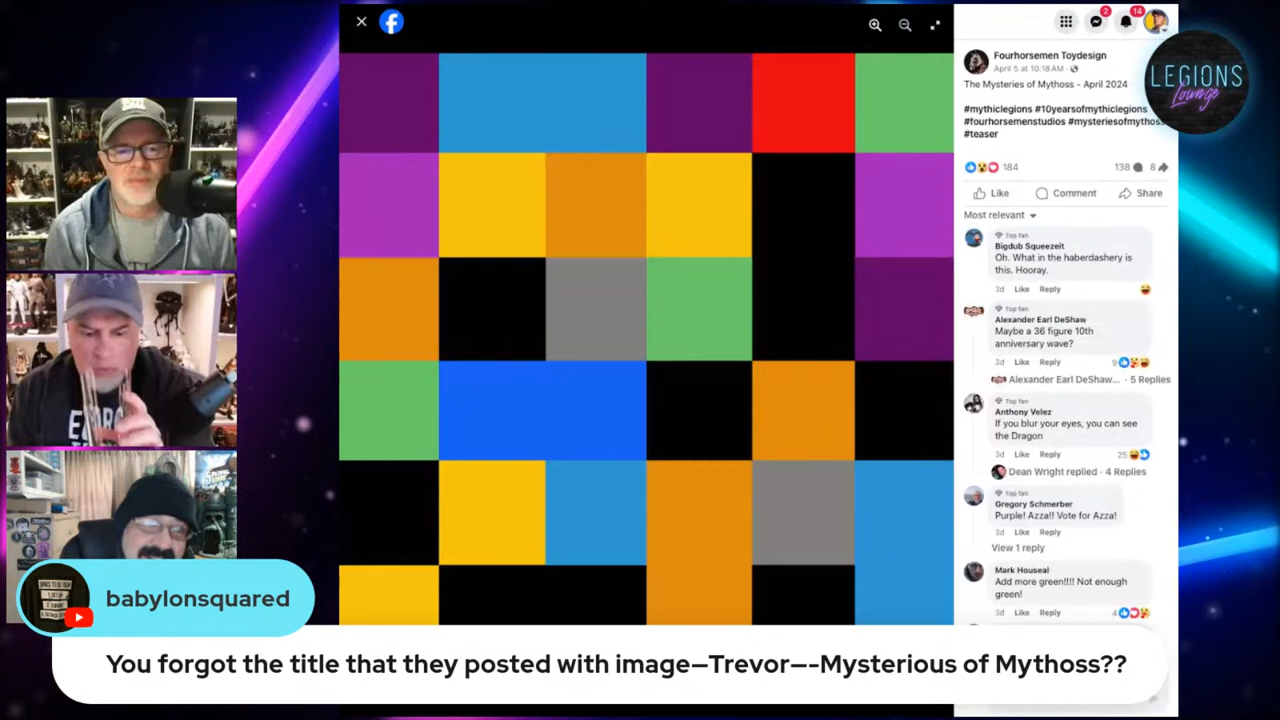 2
14
Fourhorsemen Toydesign
April 5 at 10:18 AM ·
The Mysteries of Mythoss - April 2024
#mythiclegions #10yearsofmythiclegions
#fourhorsemenstudios #mysteriesofmythoss
#teaser
LEGIONS
Lounge
184
138
8
Like
Comment
Share
Most relevant
Top fan
Bigdub Squeezeit
Oh. What in the haberdashery is
this. Hooray.
3d Like Reply
Top fan
Alexander Earl DeShaw
Maybe a 36 figure 10th
anniversary wave?
3d Like Reply
9
Alexander Earl DeShaw... · 5 Replies
Top fan
Anthony Velez
If you blur your eyes, you can see
the Dragon
3d Like Reply
25
Dean Wright replied · 4 Replies
Top fan
Gregory Schmerber
Purple! Azza!! Vote for Azza!
3d Like Reply
View 1 reply
Mark Houseal
Add more green!!!! Not enough
green!
3d Like Reply
4
babylonsquared
You forgot the title that they posted with image—Trevor—-Mysterious of Mythoss??